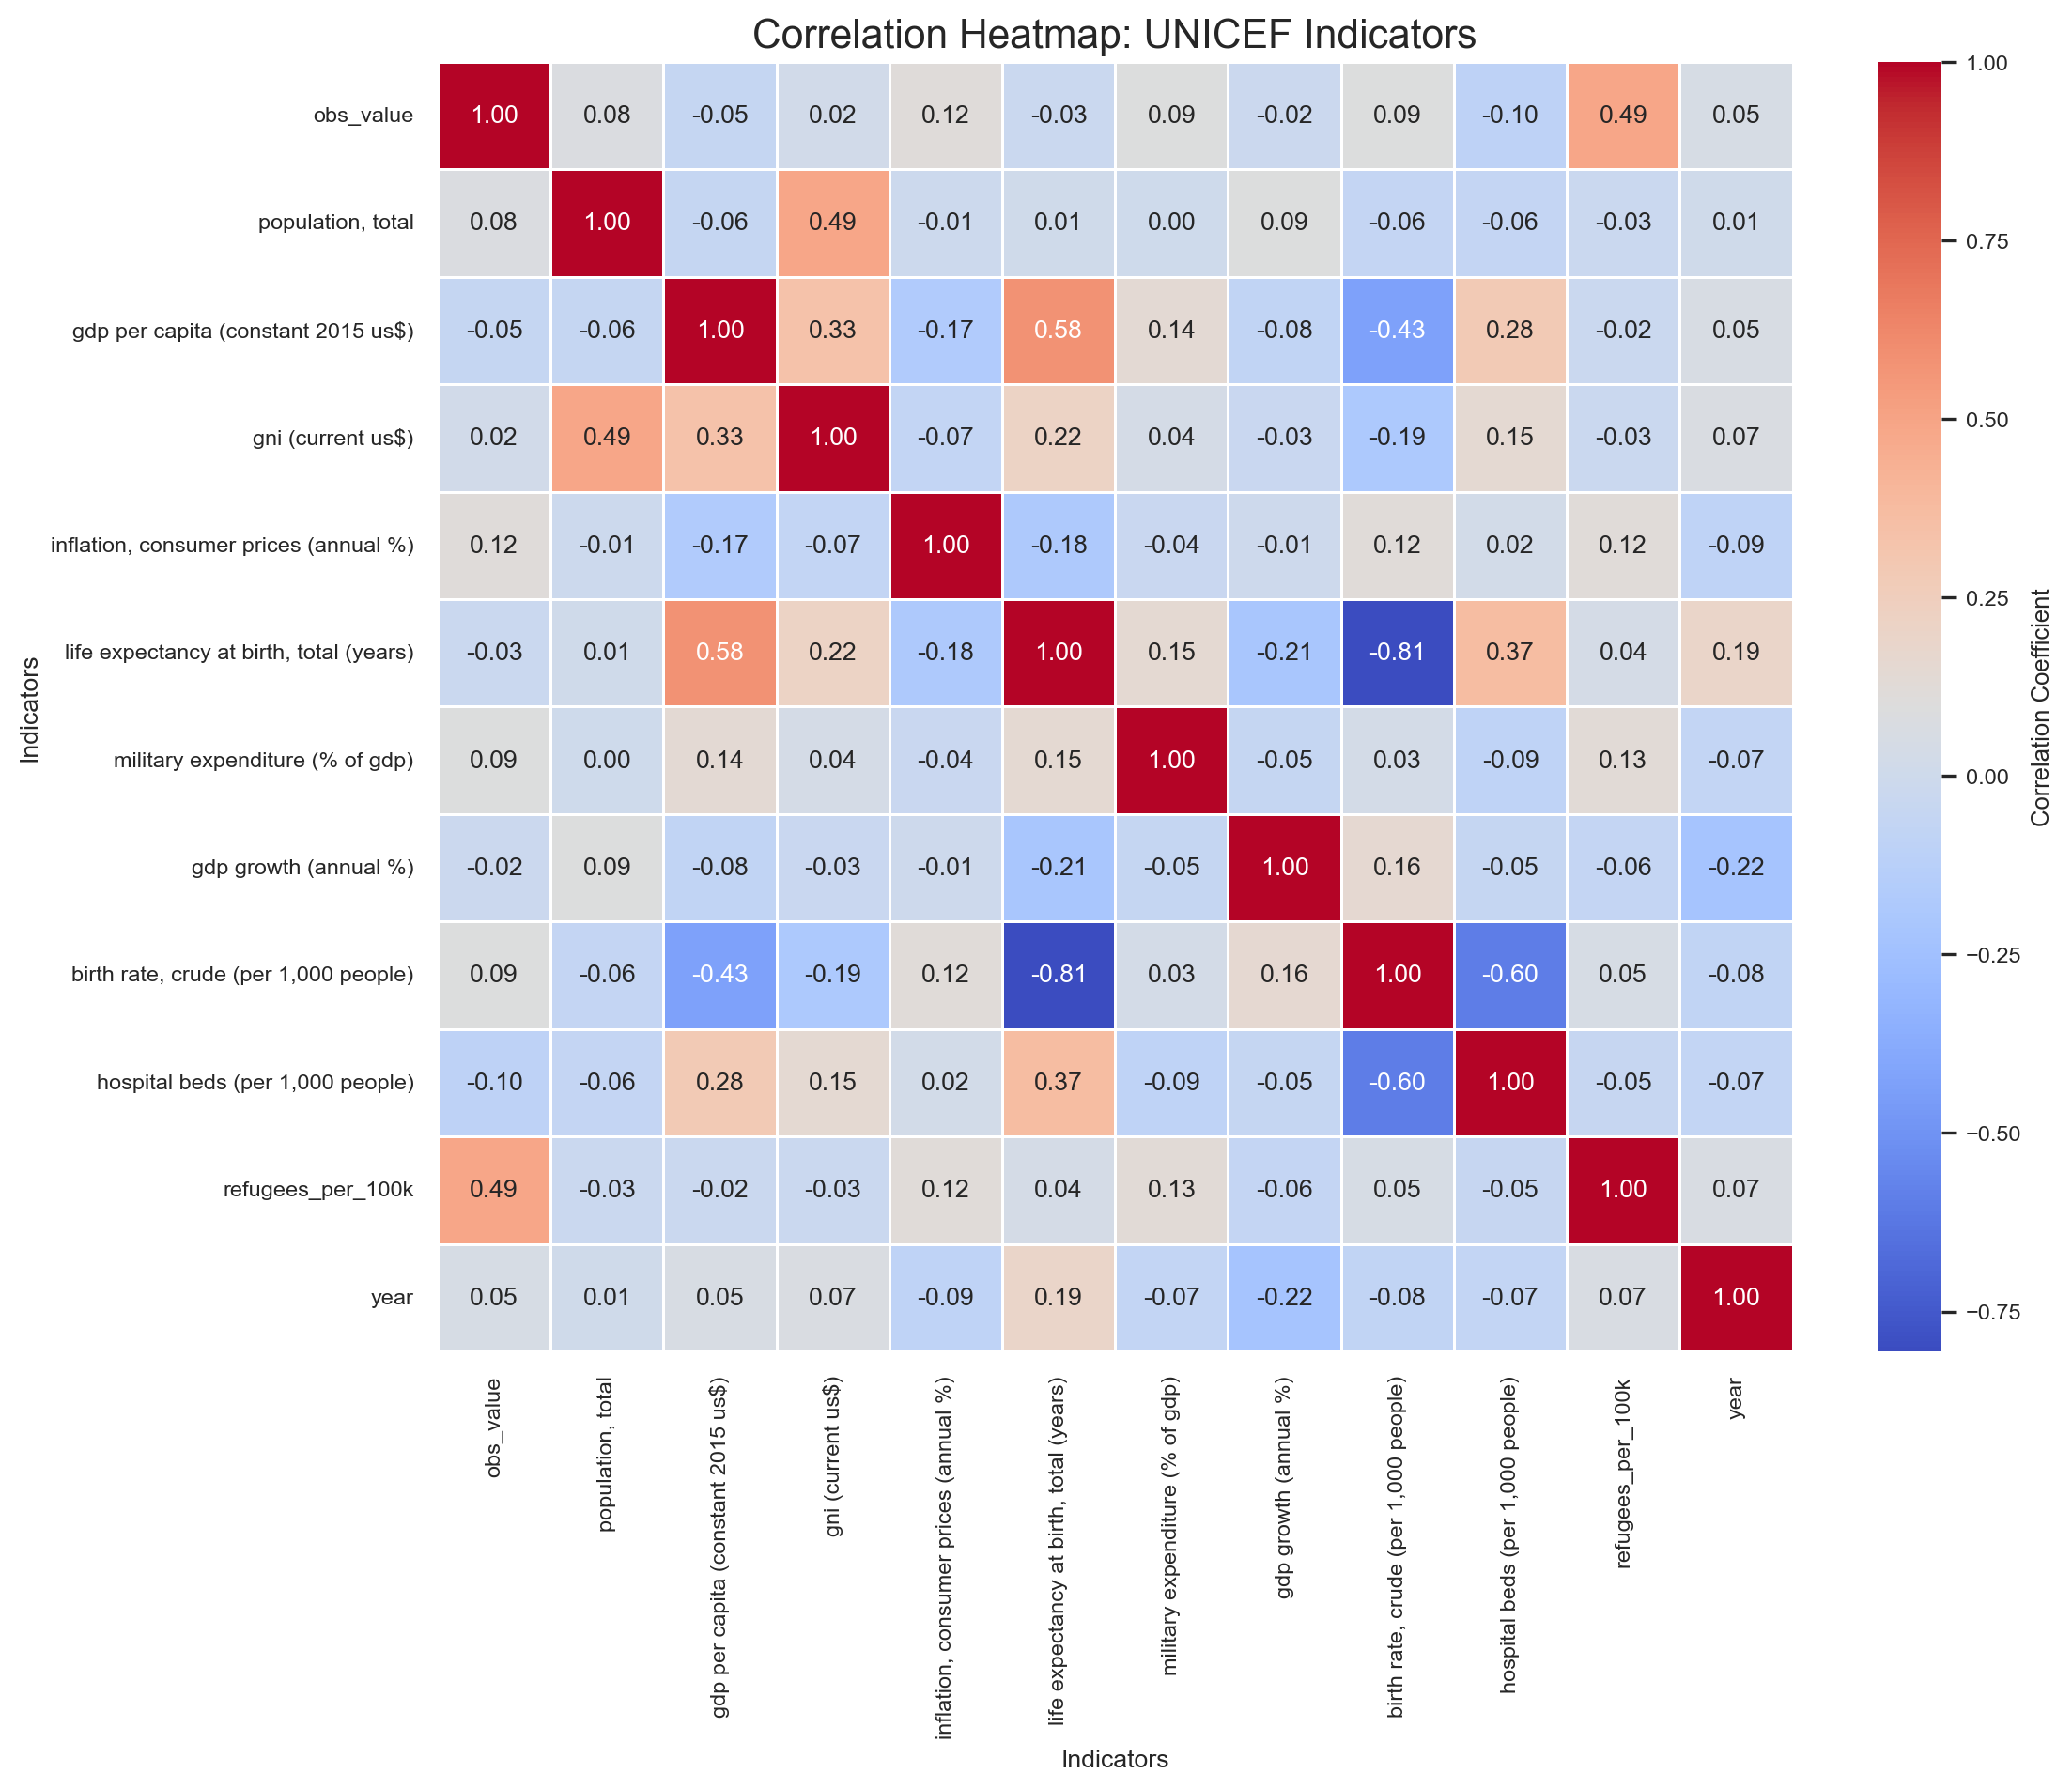 Correlation Heatmap: UNICEF Indicators
obs_value 1.00 0.08 -0.05 0.02 0.12 -0.03 0.09 -0.02 0.09 -0.10 0.49 0.05
population, total 0.08 1.00 -0.06 0.49 -0.01 0.01 0.00 0.09 -0.06 -0.06 -0.03 0.01
gdp per capita (constant 2015 us$) -0.05 -0.06 1.00 0.33 -0.17 0.58 0.14 -0.08 -0.43 0.28 -0.02 0.05
gni (current us$) 0.02 0.49 0.33 1.00 -0.07 0.22 0.04 -0.03 -0.19 0.15 -0.03 0.07
inflation, consumer prices (annual %) 0.12 -0.01 -0.17 -0.07 1.00 -0.18 -0.04 -0.01 0.12 0.02 0.12 -0.09
life expectancy at birth, total (years) -0.03 0.01 0.58 0.22 -0.18 1.00 0.15 -0.21 -0.81 0.37 0.04 0.19
military expenditure (% of gdp) 0.09 0.00 0.14 0.04 -0.04 0.15 1.00 -0.05 0.03 -0.09 0.13 -0.07
gdp growth (annual %) -0.02 0.09 -0.08 -0.03 -0.01 -0.21 -0.05 1.00 0.16 -0.05 -0.06 -0.22
birth rate, crude (per 1,000 people) 0.09 -0.06 -0.43 -0.19 0.12 -0.81 0.03 0.16 1.00 -0.60 0.05 -0.08
hospital beds (per 1,000 people) -0.10 -0.06 0.28 0.15 0.02 0.37 -0.09 -0.05 -0.60 1.00 -0.05 -0.07
refugees_per_100k 0.49 -0.03 -0.02 -0.03 0.12 0.04 0.13 -0.06 0.05 -0.05 1.00 0.07
year 0.05 0.01 0.05 0.07 -0.09 0.19 -0.07 -0.22 -0.08 -0.07 0.07 1.00
Indicators
obs_value
population, total
gdp per capita (constant 2015 us$)
gni (current us$)
inflation, consumer prices (annual %)
life expectancy at birth, total (years)
military expenditure (% of gdp)
gdp growth (annual %)
birth rate, crude (per 1,000 people)
hospital beds (per 1,000 people)
refugees_per_100k
year
Indicators
1.00
0.75
0.50
0.25
0.00
−0.25
−0.50
−0.75
Correlation Coefficient